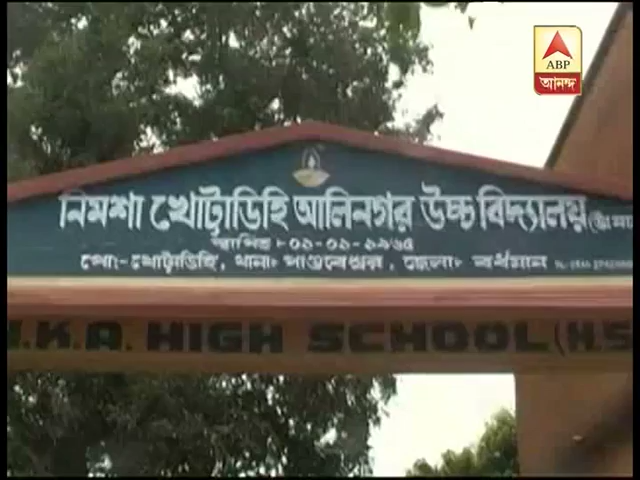 ABP
আনন্দ
নিমশা খোট্টাডিহি আলিনগর উচ্চ বিদ্যালয়
স্থাপিত :-০১-০১-১৯৬৫
পো:-খোট্টাডিহি, থানাঃ পাণ্ডবেশ্বর, জেলাঃ বর্ধমান
N.K.A. HIGH SCHOOL (H.S